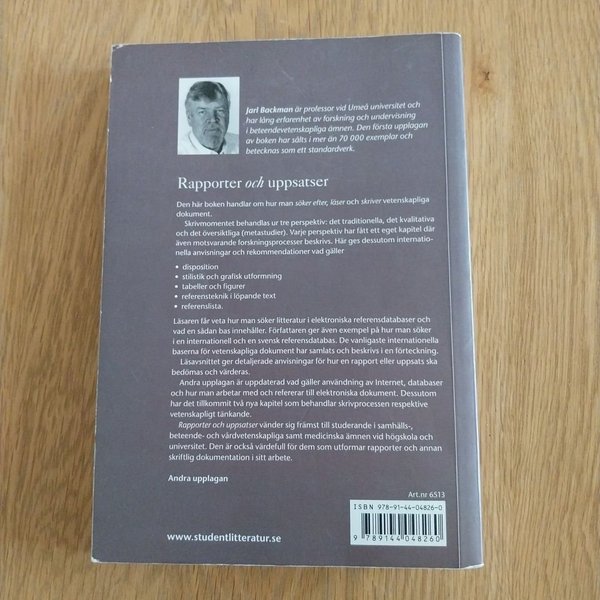 Jarl Backman är professor vid Umeå universitet och
har lång erfarenhet av forskning och undervisning
i beteendevetenskapliga ämnen. Den första upplagan
av boken har sålts i mer än 70 000 exemplar och
betecknas som ett standardverk.
Rapporter och uppsatser
Den här boken handlar om hur man söker efter, läser och skriver vetenskapliga
dokument.
Skrivmomentet behandlas ur tre perspektiv: det traditionella, det kvalitativa
och det översiktliga (metastudier). Varje perspektiv har fått ett eget kapitel där
även motsvarande forskningsprocesser beskrivs. Här ges dessutom internatio-
nella anvisningar och rekommendationer vad gäller
• disposition
• stilistik och grafisk utformning
• tabeller och figurer
• referensteknik i löpande text
• referenslista.
Läsaren får veta hur man söker litteratur i elektroniska referensdatabaser och
vad en sådan bas innehåller. Författaren ger även exempel på hur man söker
i en internationell och en svensk referensdatabas. De vanligaste internationella
baserna för vetenskapliga dokument har samlats och beskrivs i en förteckning.
Läsavsnittet ger detaljerade anvisningar för hur en rapport eller uppsats ska
bedömas och värderas.
Andra upplagan är uppdaterad vad gäller användning av Internet, databaser
och hur man arbetar med och refererar till elektroniska dokument. Dessutom
har det tillkommit två nya kapitel som behandlar skrivprocessen respektive
vetenskapligt tänkande.
Rapporter och uppsatser vänder sig främst till studerande i samhälls-,
beteende- och vårdvetenskapliga samt medicinska ämnen vid högskola och
universitet. Den är också värdefull för dem som utformar rapporter och annan
skriftlig dokumentation i sitt arbete.
Andra upplagan
Art.nr 6513
ISBN 978-91-44-04826-0
9 789144 048260
www.studentlitteratur.se